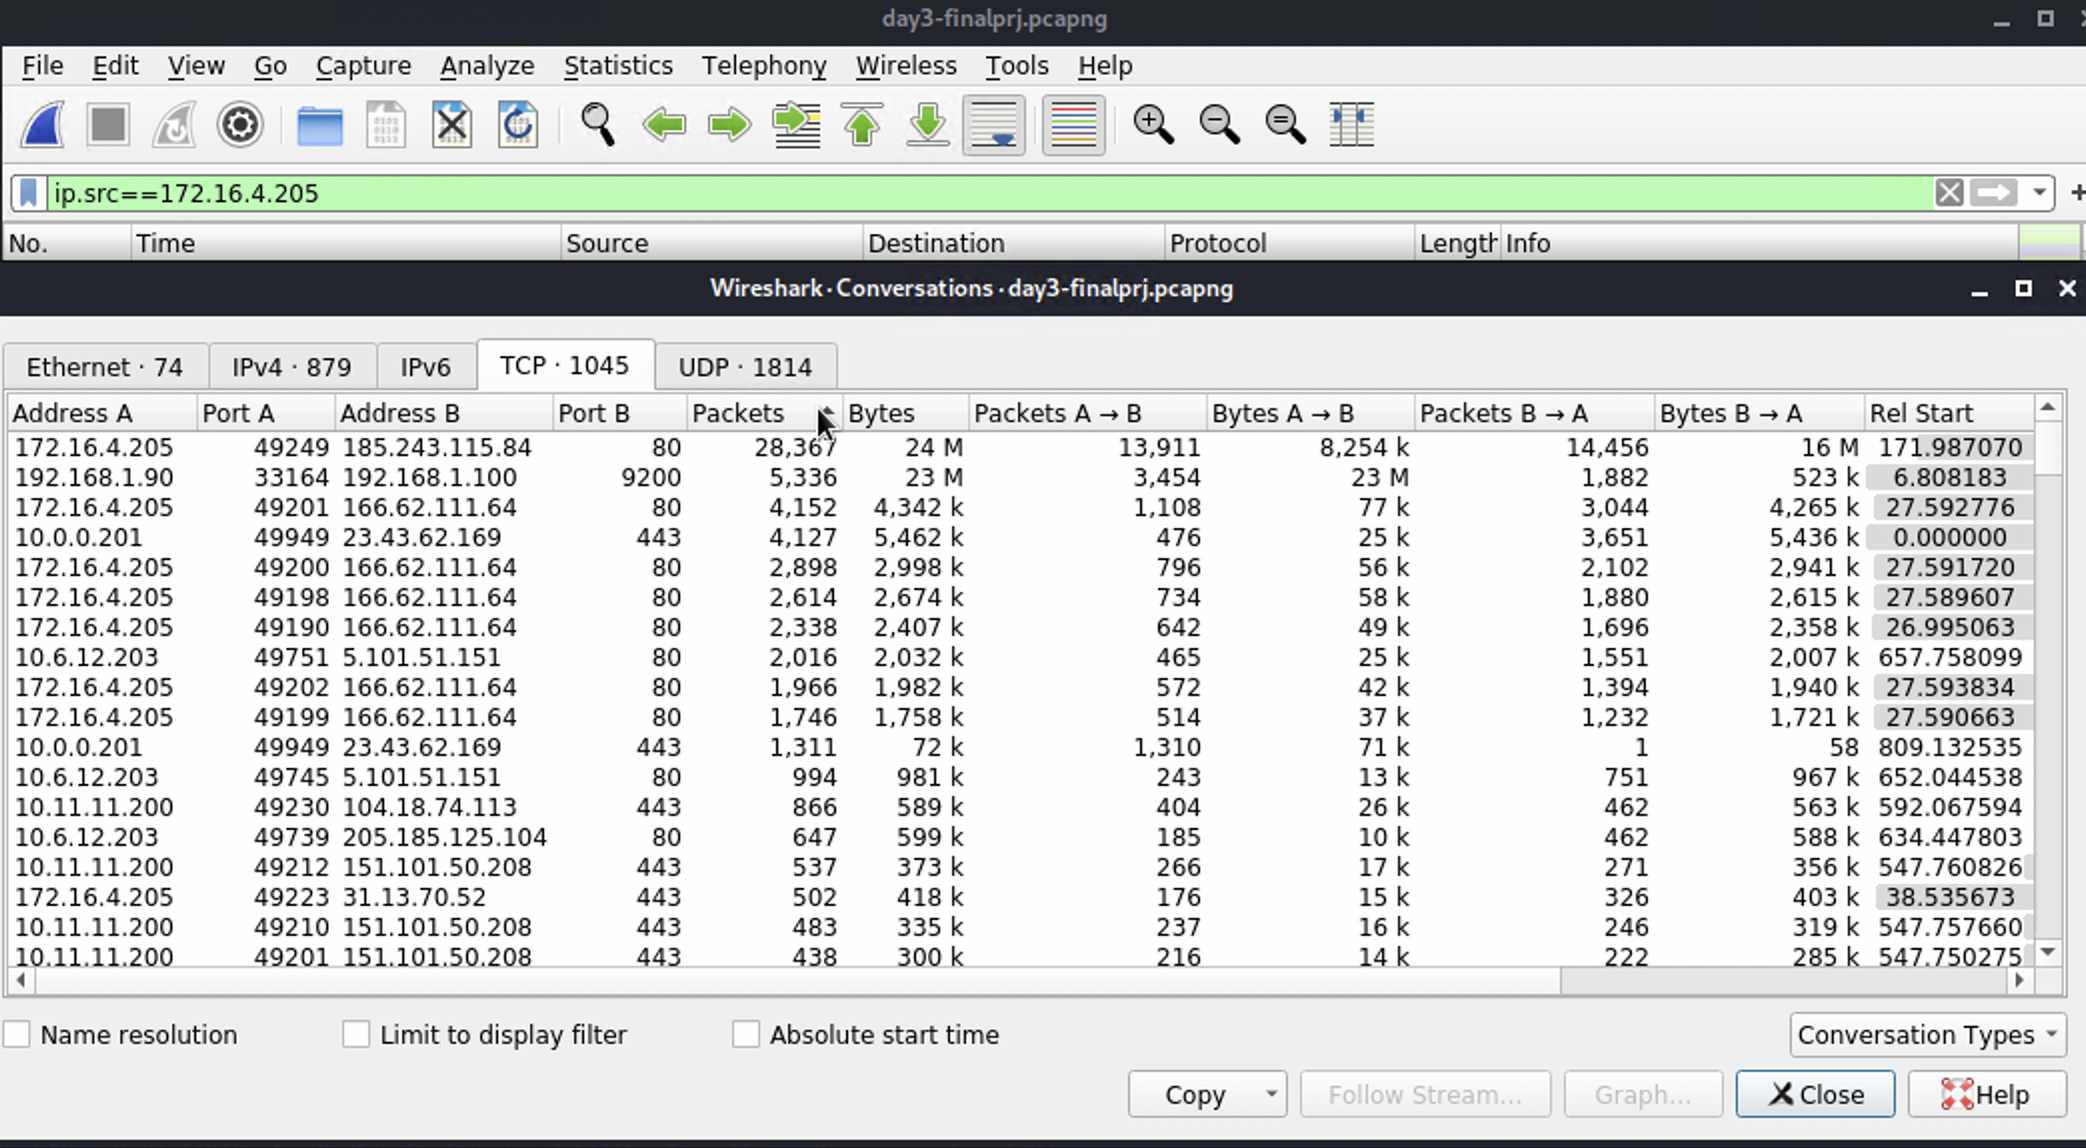 day3-finalprj.pcapng
File Edit View Go Capture Analyze Statistics Telephony Wireless Tools Help
ip.src==172.16.4.205
No. Time Source Destination Protocol Length Info
Wireshark · Conversations · day3-finalprj.pcapng
Ethernet · 74 IPv4 · 879 IPv6 TCP · 1045 UDP · 1814
Address A Port A Address B Port B Packets Bytes Packets A → B Bytes A → B Packets B → A Bytes B → A Rel Start
172.16.4.205 49249 185.243.115.84 80 28,367 24 M 13,911 8,254 k 14,456 16 M 171.987070
192.168.1.90 33164 192.168.1.100 9200 5,336 23 M 3,454 23 M 1,882 523 k 6.808183
172.16.4.205 49201 166.62.111.64 80 4,152 4,342 k 1,108 77 k 3,044 4,265 k 27.592776
10.0.0.201 49949 23.43.62.169 443 4,127 5,462 k 476 25 k 3,651 5,436 k 0.000000
172.16.4.205 49200 166.62.111.64 80 2,898 2,998 k 796 56 k 2,102 2,941 k 27.591720
172.16.4.205 49198 166.62.111.64 80 2,614 2,674 k 734 58 k 1,880 2,615 k 27.589607
172.16.4.205 49190 166.62.111.64 80 2,338 2,407 k 642 49 k 1,696 2,358 k 26.995063
10.6.12.203 49751 5.101.51.151 80 2,016 2,032 k 465 25 k 1,551 2,007 k 657.758099
172.16.4.205 49202 166.62.111.64 80 1,966 1,982 k 572 42 k 1,394 1,940 k 27.593834
172.16.4.205 49199 166.62.111.64 80 1,746 1,758 k 514 37 k 1,232 1,721 k 27.590663
10.0.0.201 49949 23.43.62.169 443 1,311 72 k 1,310 71 k 1 58 809.132535
10.6.12.203 49745 5.101.51.151 80 994 981 k 243 13 k 751 967 k 652.044538
10.11.11.200 49230 104.18.74.113 443 866 589 k 404 26 k 462 563 k 592.067594
10.6.12.203 49739 205.185.125.104 80 647 599 k 185 10 k 462 588 k 634.447803
10.11.11.200 49212 151.101.50.208 443 537 373 k 266 17 k 271 356 k 547.760826
172.16.4.205 49223 31.13.70.52 443 502 418 k 176 15 k 326 403 k 38.535673
10.11.11.200 49210 151.101.50.208 443 483 335 k 237 16 k 246 319 k 547.757660
10.11.11.200 49201 151.101.50.208 443 438 300 k 216 14 k 222 285 k 547.750275
Name resolution Limit to display filter Absolute start time Conversation Types
Copy Follow Stream... Graph... Close Help